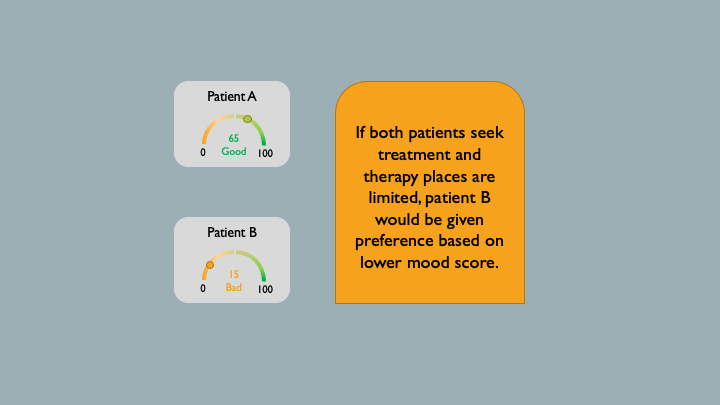 Patient A
65
Good
0
100
Patient B
15
Bad
0
100
If both patients seek
treatment and
therapy places are
limited, patient B
would be given
preference based on
lower mood score.